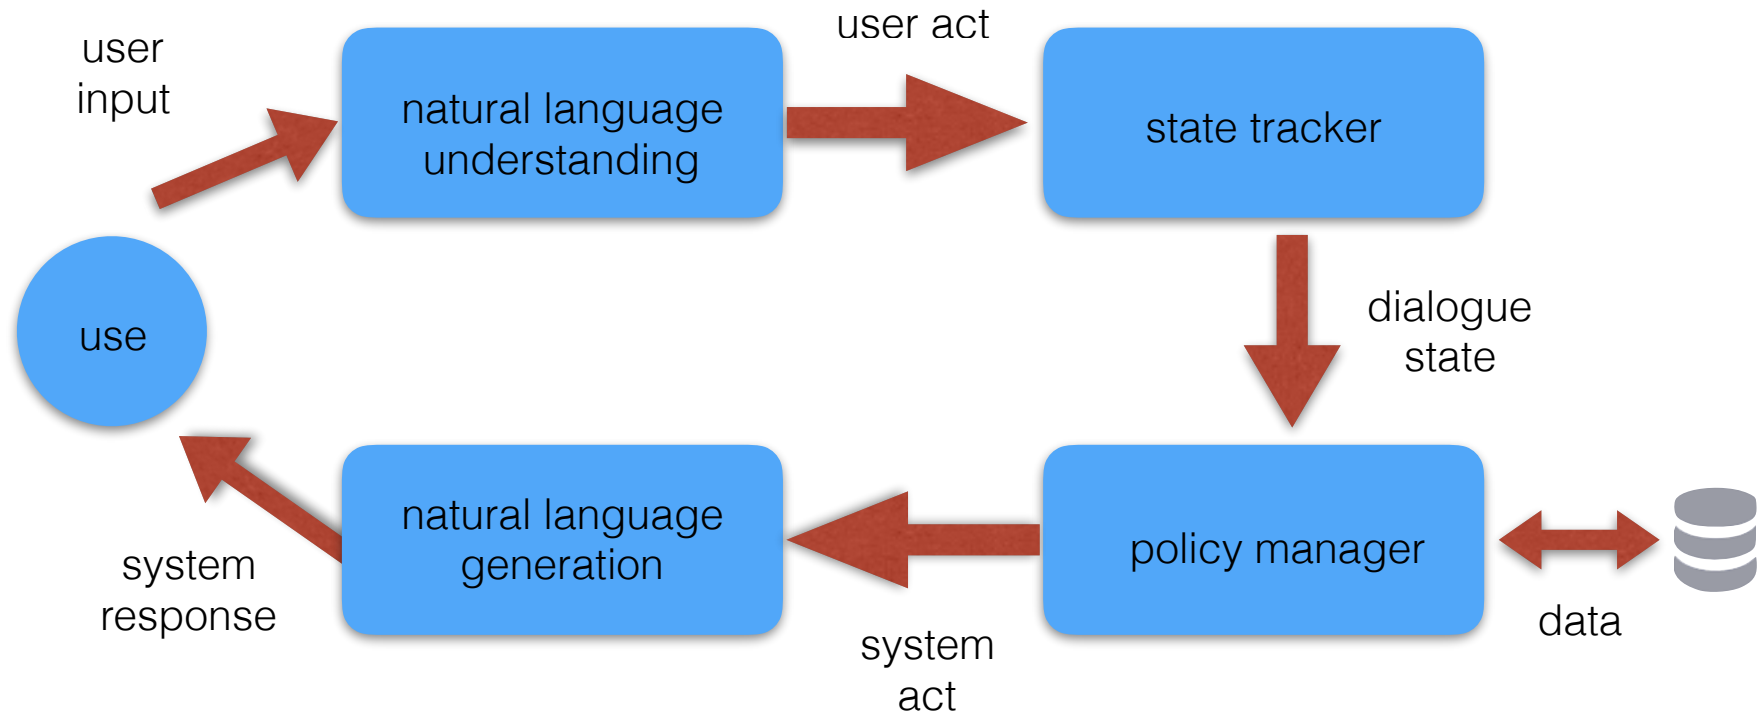 user
input
natural language
understanding
user act
state tracker
use
dialogue
state
natural language
generation
policy manager
system
response
system
act
data